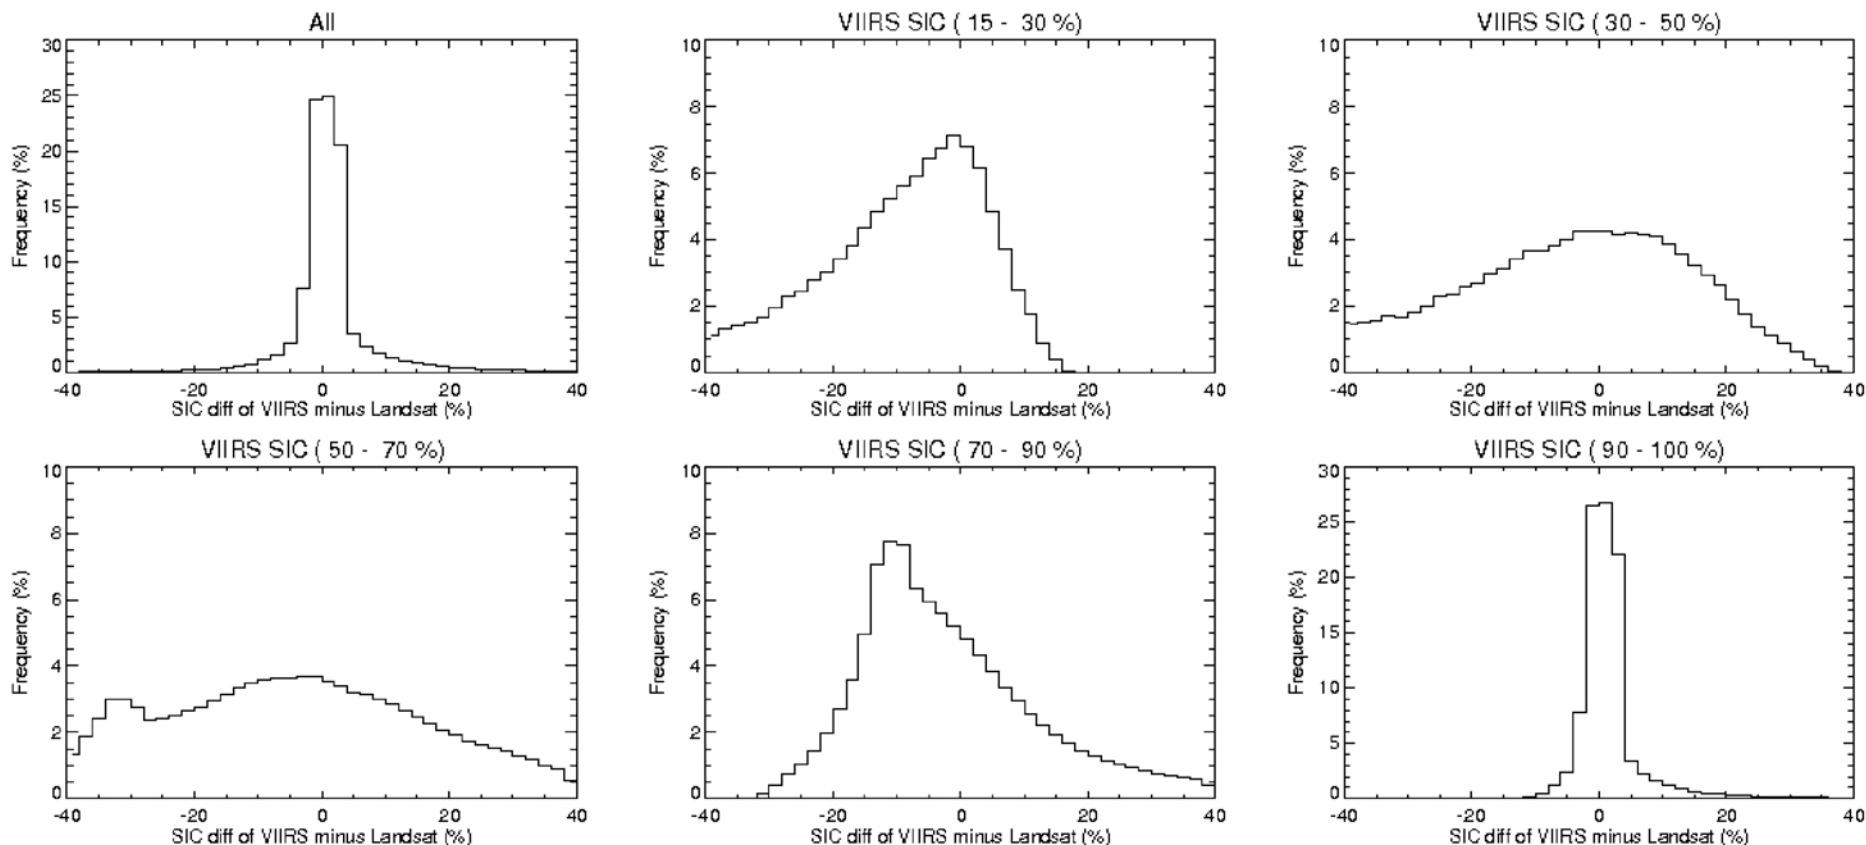 All
30
25
20
15
10
5
0
Frequency (%)
-40 -20 0 20 40
SIC diff of VIIRS minus Landsat (%)
VIIRS SIC ( 15 - 30 %)
10
8
6
4
2
0
Frequency (%)
-40 -20 0 20 40
SIC diff of VIIRS minus Landsat (%)
VIIRS SIC ( 30 - 50 %)
10
8
6
4
2
0
Frequency (%)
-40 -20 0 20 40
SIC diff of VIIRS minus Landsat (%)
VIIRS SIC ( 50 - 70 %)
10
8
6
4
2
0
Frequency (%)
-40 -20 0 20 40
SIC diff of VIIRS minus Landsat (%)
VIIRS SIC ( 70 - 90 %)
10
8
6
4
2
0
Frequency (%)
-40 -20 0 20 40
SIC diff of VIIRS minus Landsat (%)
VIIRS SIC ( 90 - 100 %)
30
25
20
15
10
5
0
Frequency (%)
-40 -20 0 20 40
SIC diff of VIIRS minus Landsat (%)